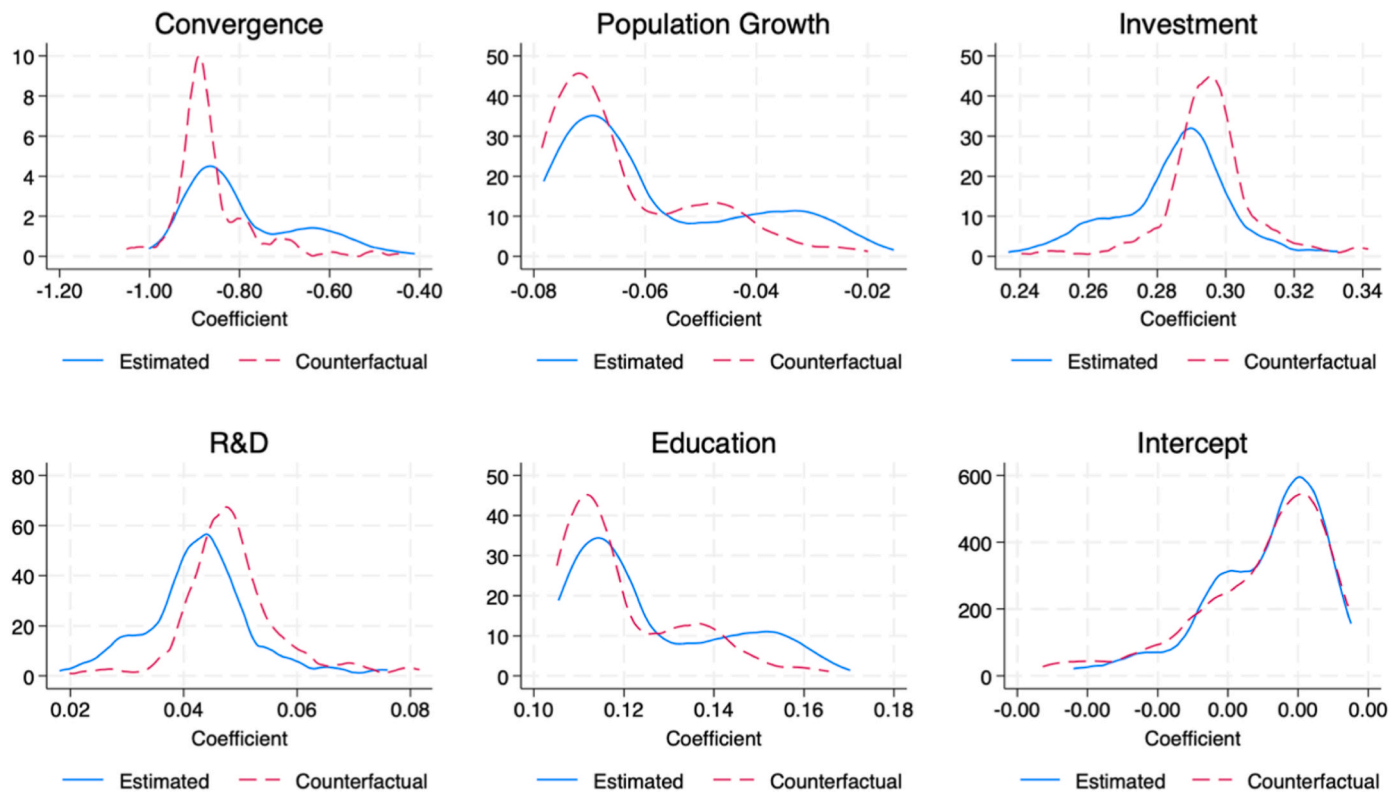 Convergence
10
8
6
4
2
0
-1.20 -1.00 -0.80 -0.60 -0.40
Coefficient
Estimated Counterfactual
Population Growth
50
40
30
20
10
0
-0.08 -0.06 -0.04 -0.02
Coefficient
Estimated Counterfactual
Investment
50
40
30
20
10
0
0.24 0.26 0.28 0.30 0.32 0.34
Coefficient
Estimated Counterfactual
R&D
80
60
40
20
0
0.02 0.04 0.06 0.08
Coefficient
Estimated Counterfactual
Education
50
40
30
20
10
0
0.10 0.12 0.14 0.16 0.18
Coefficient
Estimated Counterfactual
Intercept
600
400
200
0
-0.00 -0.00 -0.00 0.00 0.00 0.00
Coefficient
Estimated Counterfactual